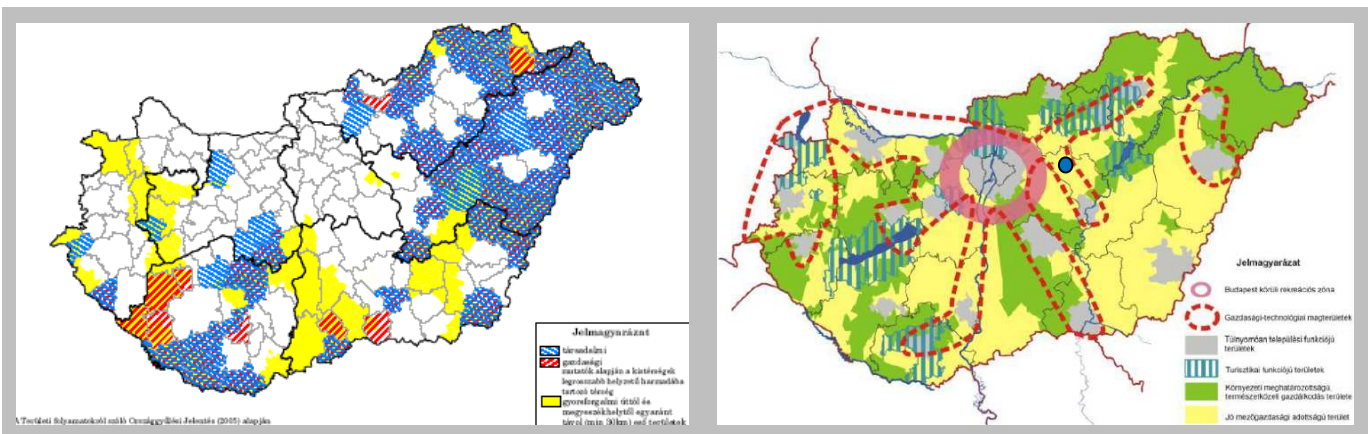 Jelmagyarázat
társadalmi
gazdasági
mutatók alapján a kistérségek
legrosszabb helyzetű harmadába
tartozó térség
gyorsforgalmi úttól és
megyeszékhelytől egyaránt
távol (min 30km) eső területek
A Területi folyamatokról szóló Országgyűlési Jelentés (2005) alapján
Jelmagyarázat
Budapest körüli rekreációs zóna
Gazdasági-technológiai magterületek
Túlnyomóan települési funkciójú
területek
Turisztikai funkciójú területek
Környezeti meghatározottságú,
természetközeli gazdálkodás területe
Jó mezőgazdasági adottságú terület